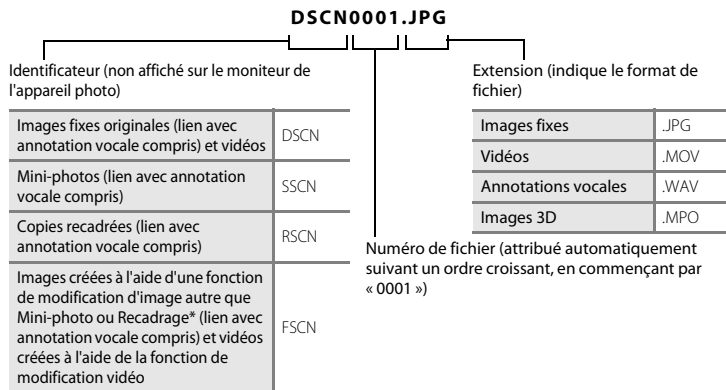 DSCN0001.JPG
Identificateur (non affiché sur le moniteur de
l'appareil photo)
Images fixes originales (lien avec
annotation vocale compris) et vidéos
DSCN
Mini-photos (lien avec annotation
vocale compris)
SSCN
Copies recadrées (lien avec
annotation vocale compris)
RSCN
Images créées à l'aide d'une fonction
de modification d'image autre que
Mini-photo ou Recadrage* (lien avec
annotation vocale compris) et vidéos
créées à l'aide de la fonction de
modification vidéo
FSCN
Extension (indique le format de
fichier)
Images fixes
.JPG
Vidéos
.MOV
Annotations vocales
.WAV
Images 3D
.MPO
Numéro de fichier (attribué automatiquement
suivant un ordre croissant, en commençant par
« 0001 »)